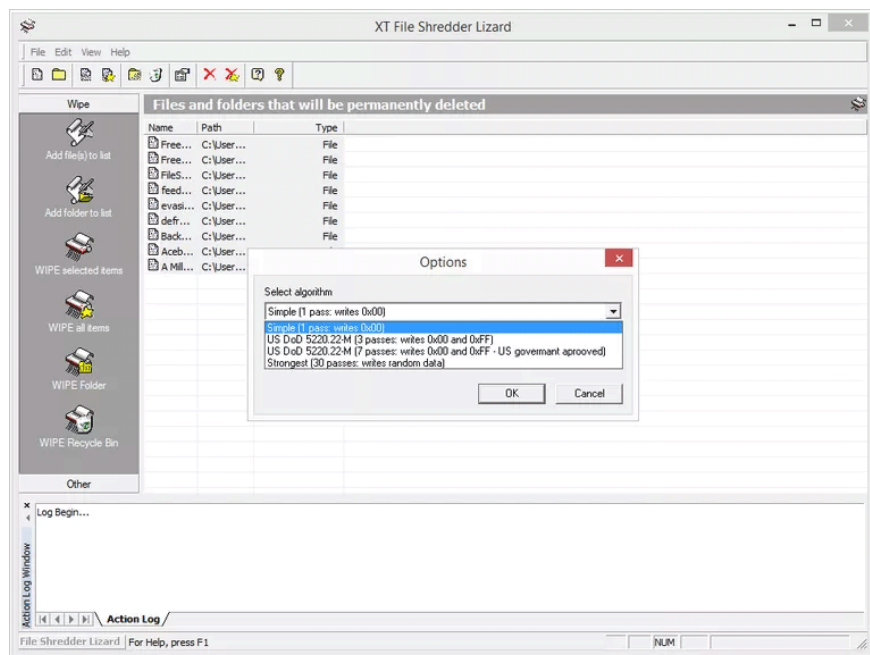 XT File Shredder Lizard
File Edit View Help
Wipe
Files and folders that will be permanently deleted
Name Path Type
Add file(s) to list
Free... C:\User... File
Free... C:\User... File
FileS... C:\User... File
feed... C:\User... File
evasi... C:\User... File
defr... C:\User... File
Back... C:\User... File
Aceb... C:\User...
A Mill... C:\User...
Add folder to list
WIPE selected items
WIPE all items
WIPE Folder
WIPE Recycle Bin
Other
Options
Select algorithm
Simple (1 pass: writes 0x00)
Simple (1 pass: writes 0x00)
US DoD 5220.22-M (3 passes: writes 0x00 and 0xFF)
US DoD 5220.22-M (7 passes: writes 0x00 and 0xFF - US governmant aprooved)
Strongest (30 passes: writes random data)
OK Cancel
Log Begin...
Action Log Window
Action Log
File Shredder Lizard For Help, press F1 NUM